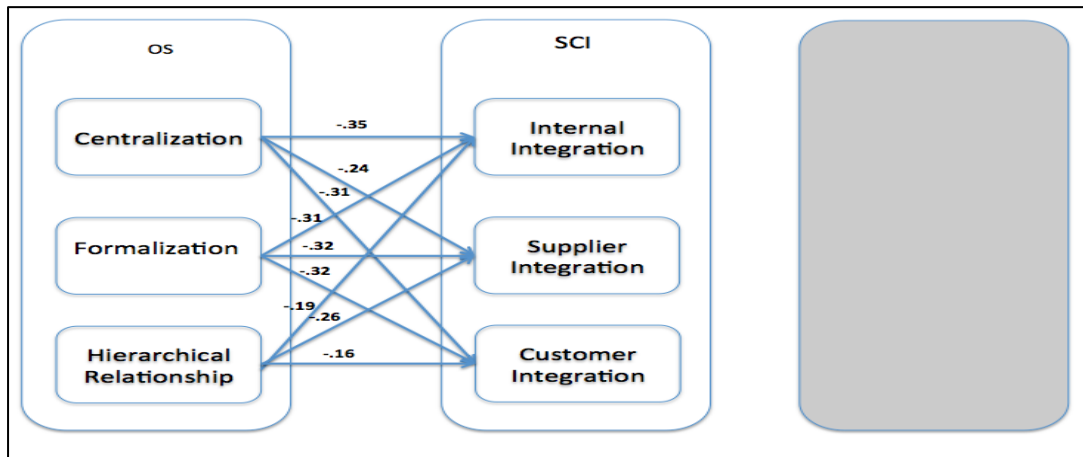 OS
SCI
Centralization
-.35
Internal
Integration
-.24
-.31
-.31
Formalization
-.32
Supplier
Integration
-.32
-.19
-.26
Hierarchical
Relationship
-.16
Customer
Integration